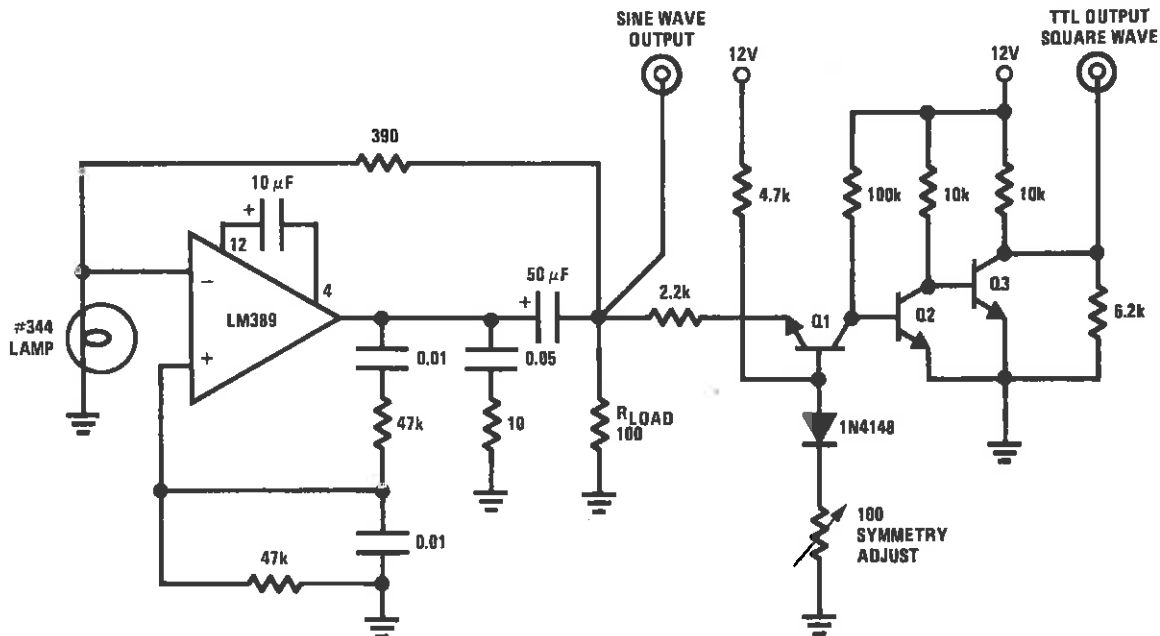 SINE WAVE
OUTPUT
TTL OUTPUT
SQUARE WAVE
12V
12V
390
10 µF
+
12
4
4.7k
100k
10k
10k
50 µF
+
−
LM389
+
#344
LAMP
2.2k
Q1
Q2
Q3
6.2k
0.01
0.05
47k
10
RLOAD
100
1N4148
0.01
47k
100
SYMMETRY
ADJUST